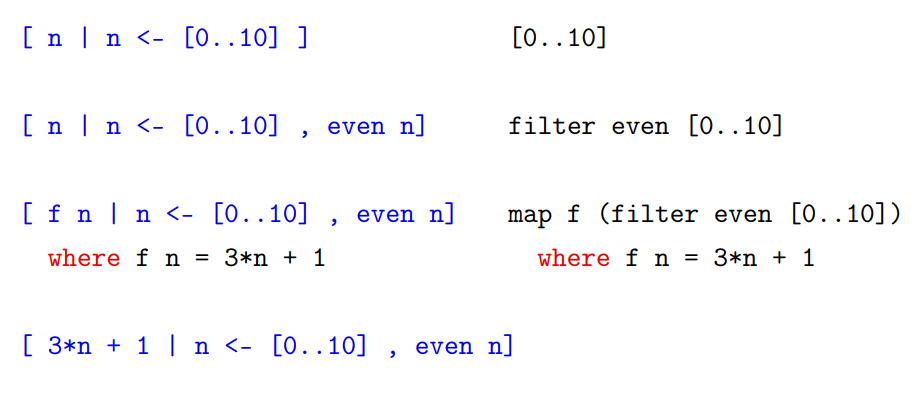 [ n | n <- [0..10] ] [0..10]
[ n | n <- [0..10] , even n] filter even [0..10]
[ f n | n <- [0..10] , even n] map f (filter even [0..10])
where f n = 3*n + 1 where f n = 3*n + 1
[ 3*n + 1 | n <- [0..10] , even n]